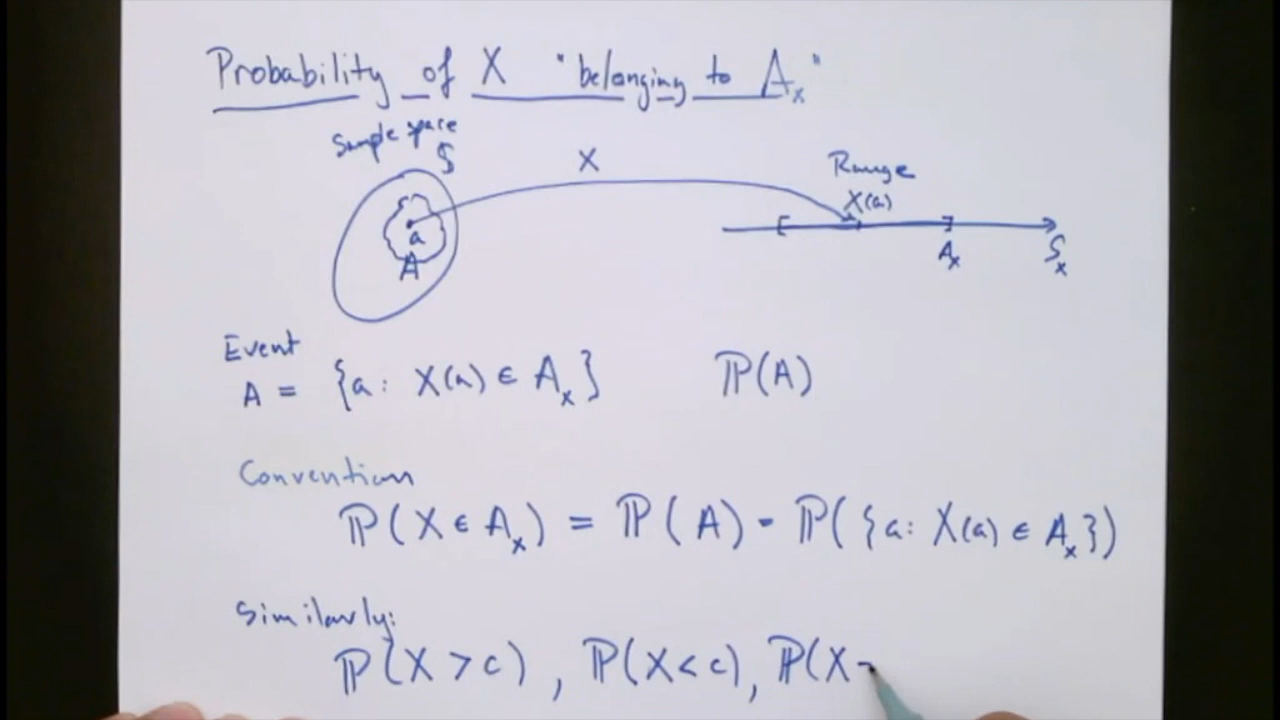 Probability of X "belonging to Aₓ"
Sample space
S
X
Range
X(a)
a
A
Aₓ
Sₓ
Event
A = {a: X(a) ∈ Aₓ} ℙ(A)
Convention
ℙ(X ∈ Aₓ) = ℙ(A) = ℙ({a: X(a) ∈ Aₓ})
Similarly:
ℙ(X > c), ℙ(X < c), ℙ(X